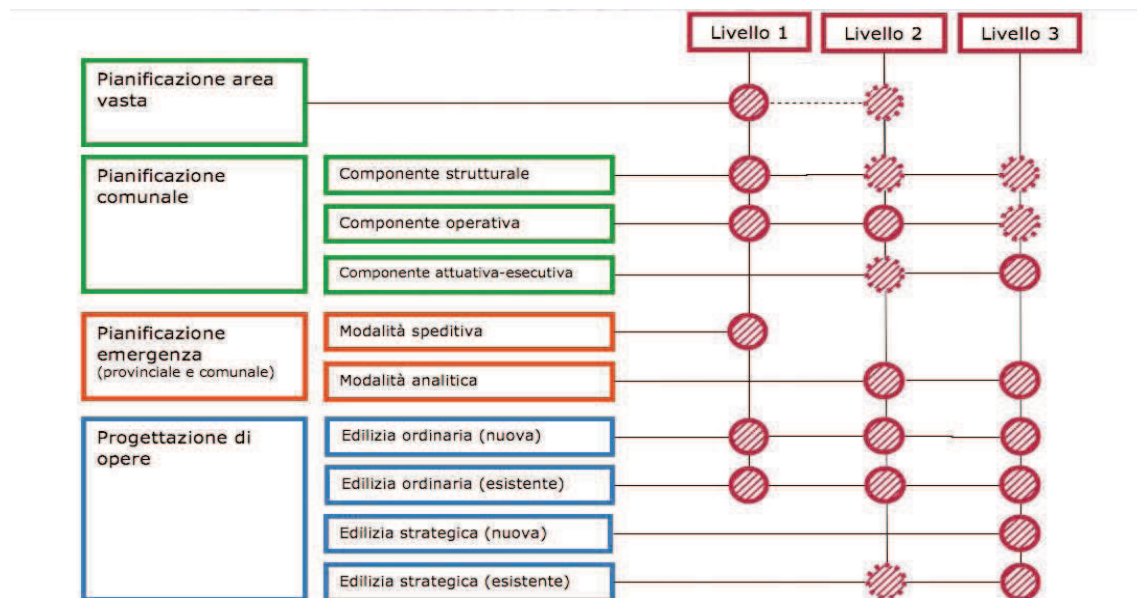 Livello 1
Livello 2
Livello 3
Pianificazione area
vasta
Pianificazione
comunale
Componente strutturale
Componente operativa
Componente attuativa-esecutiva
Pianificazione
emergenza
(provinciale e comunale)
Modalità speditiva
Modalità analitica
Progettazione di
opere
Edilizia ordinaria (nuova)
Edilizia ordinaria (esistente)
Edilizia strategica (nuova)
Edilizia strategica (esistente)